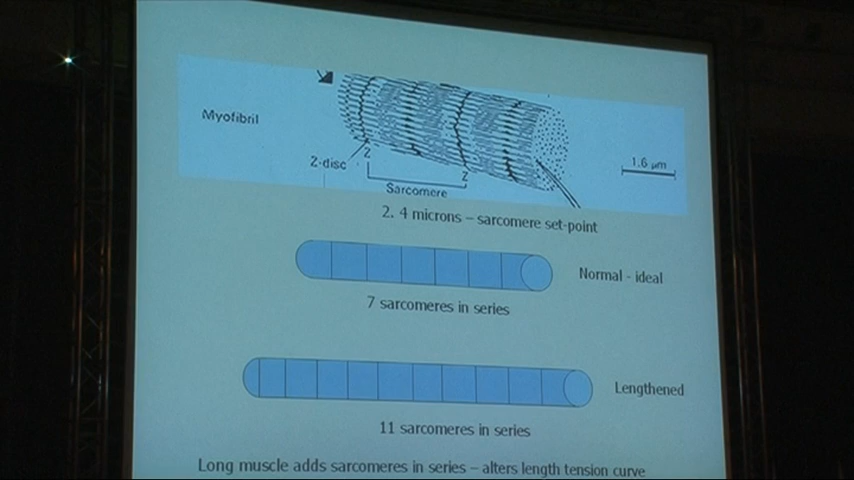 Myofibril
Z-disc
Z
Z
Sarcomere
1.6 µm
2. 4 microns – sarcomere set-point
Normal - ideal
7 sarcomeres in series
Lengthened
11 sarcomeres in series
Long muscle adds sarcomeres in series – alters length tension curve